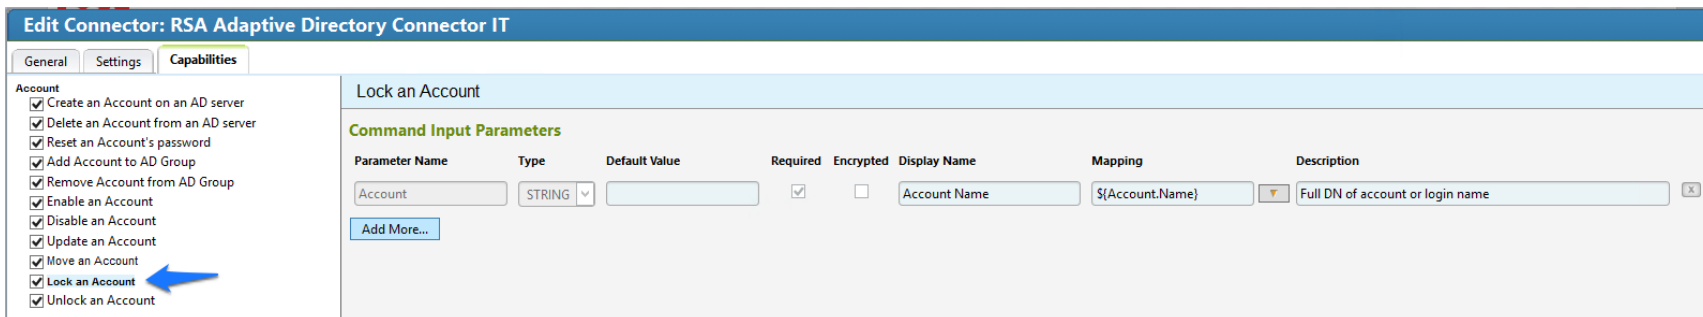 Edit Connector: RSA Adaptive Directory Connector IT
General Settings Capabilities
Account
Create an Account on an AD server
Delete an Account from an AD server
Reset an Account's password
Add Account to AD Group
Remove Account from AD Group
Enable an Account
Disable an Account
Update an Account
Move an Account
Lock an Account
Unlock an Account
Lock an Account
Command Input Parameters
Parameter Name Type Default Value Required Encrypted Display Name Mapping Description
Account STRING Account Name ${Account.Name} Full DN of account or login name X
Add More...